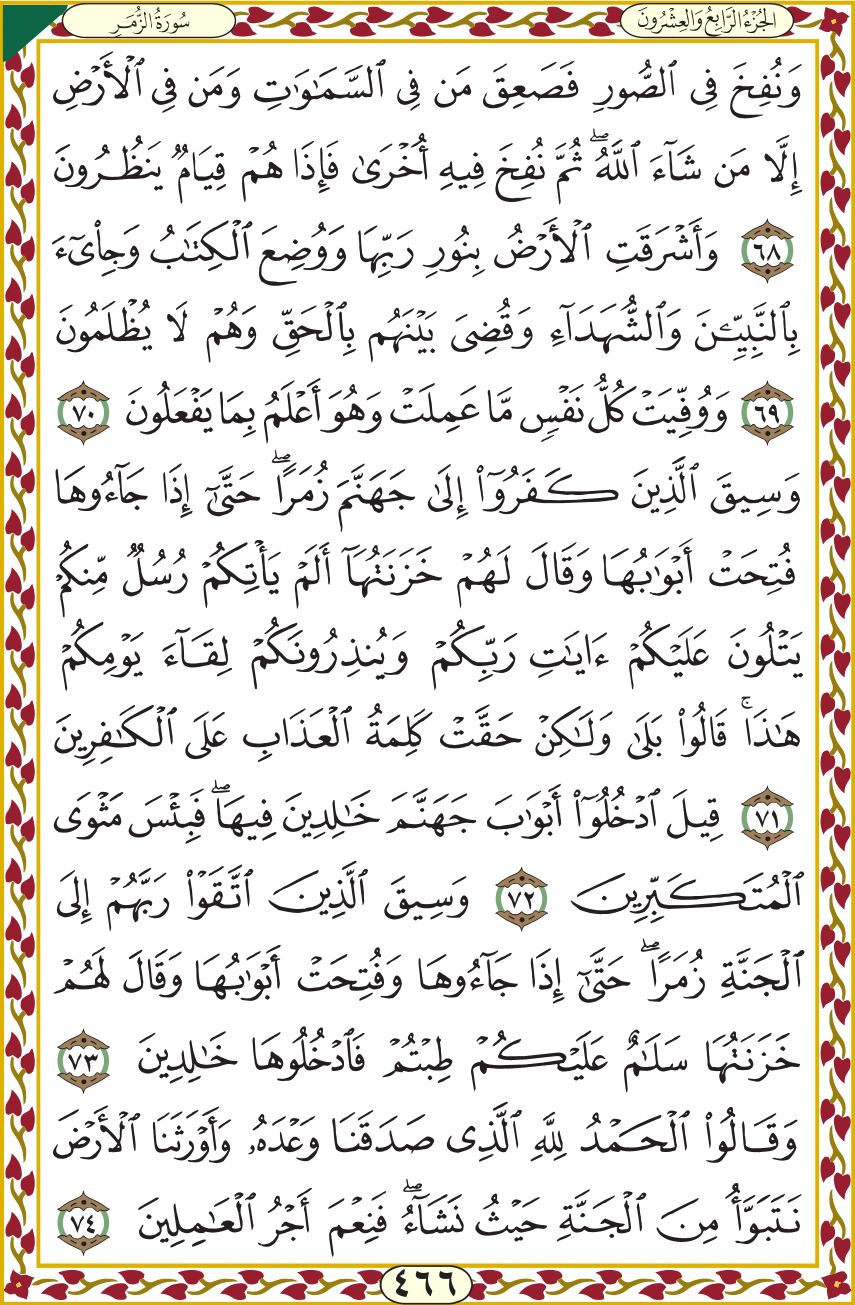 الجُزْءُ الرَّابِعُ وَالعِشْرُونَ
سُورَةُ الزُّمَر
وَنُفِخَ فِى ٱلصُّورِ فَصَعِقَ مَن فِى ٱلسَّمَـٰوَٰتِ وَمَن فِى ٱلْأَرْضِ
إِلَّا مَن شَآءَ ٱللَّهُ ۖ ثُمَّ نُفِخَ فِيهِ أُخْرَىٰ فَإِذَا هُمْ قِيَامٌ يَنظُرُونَ
٦٨ وَأَشْرَقَتِ ٱلْأَرْضُ بِنُورِ رَبِّهَا وَوُضِعَ ٱلْكِتَـٰبُ وَجِا۟ىٓءَ
بِٱلنَّبِيِّـۧنَ وَٱلشُّهَدَآءِ وَقُضِىَ بَيْنَهُم بِٱلْحَقِّ وَهُمْ لَا يُظْلَمُونَ
٦٩ وَوُفِّيَتْ كُلُّ نَفْسٍ مَّا عَمِلَتْ وَهُوَ أَعْلَمُ بِمَا يَفْعَلُونَ ٧٠
وَسِيقَ ٱلَّذِينَ كَفَرُوٓا۟ إِلَىٰ جَهَنَّمَ زُمَرًا ۖ حَتَّىٰٓ إِذَا جَآءُوهَا
فُتِحَتْ أَبْوَٰبُهَا وَقَالَ لَهُمْ خَزَنَتُهَآ أَلَمْ يَأْتِكُمْ رُسُلٌ مِّنكُمْ
يَتْلُونَ عَلَيْكُمْ ءَايَـٰتِ رَبِّكُمْ وَيُنذِرُونَكُمْ لِقَآءَ يَوْمِكُمْ
هَـٰذَا ۚ قَالُوا۟ بَلَىٰ وَلَـٰكِنْ حَقَّتْ كَلِمَةُ ٱلْعَذَابِ عَلَى ٱلْكَـٰفِرِينَ
٧١ قِيلَ ٱدْخُلُوٓا۟ أَبْوَٰبَ جَهَنَّمَ خَـٰلِدِينَ فِيهَا ۖ فَبِئْسَ مَثْوَى
ٱلْمُتَكَبِّرِينَ ٧٢ وَسِيقَ ٱلَّذِينَ ٱتَّقَوْا۟ رَبَّهُمْ إِلَى
ٱلْجَنَّةِ زُمَرًا ۖ حَتَّىٰٓ إِذَا جَآءُوهَا وَفُتِحَتْ أَبْوَٰبُهَا وَقَالَ لَهُمْ
خَزَنَتُهَا سَلَـٰمٌ عَلَيْكُمْ طِبْتُمْ فَٱدْخُلُوهَا خَـٰلِدِينَ ٧٣
وَقَالُوا۟ ٱلْحَمْدُ لِلَّهِ ٱلَّذِى صَدَقَنَا وَعْدَهُۥ وَأَوْرَثَنَا ٱلْأَرْضَ
نَتَبَوَّأُ مِنَ ٱلْجَنَّةِ حَيْثُ نَشَآءُ ۖ فَنِعْمَ أَجْرُ ٱلْعَـٰمِلِينَ ٧٤
٤٦٦